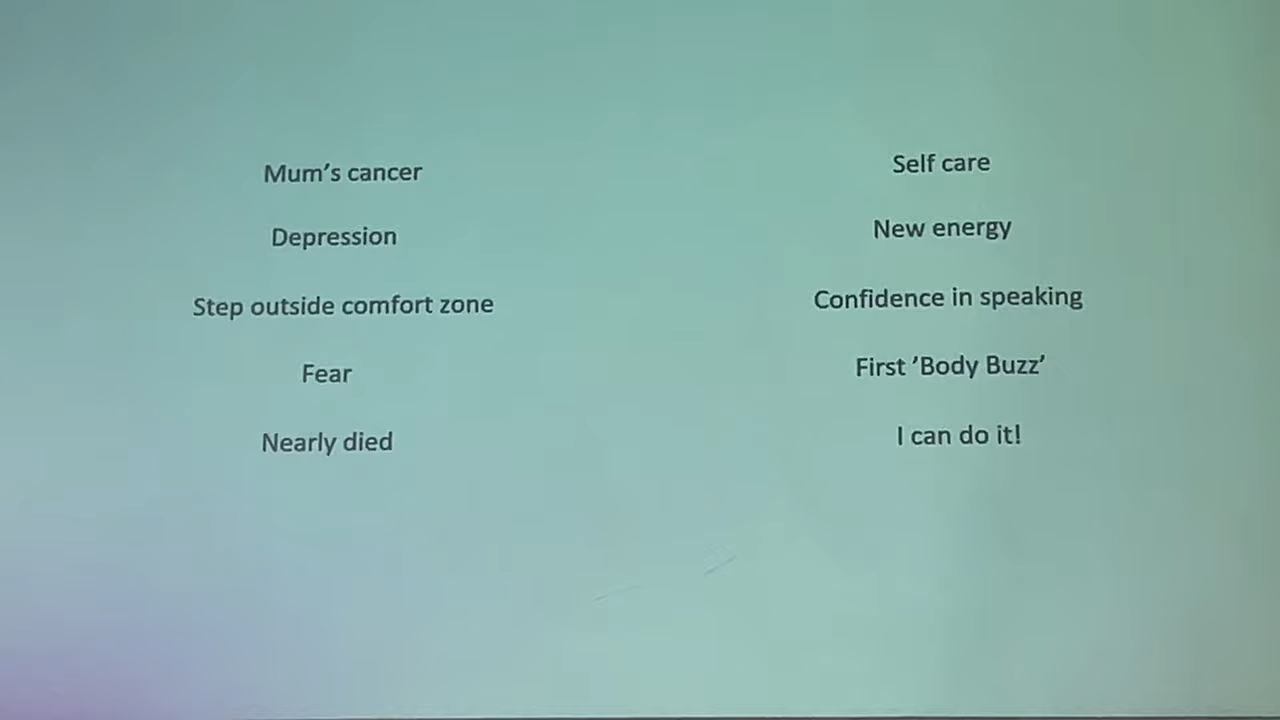 Mum's cancer
Depression
Step outside comfort zone
Fear
Nearly died
Self care
New energy
Confidence in speaking
First 'Body Buzz'
I can do it!